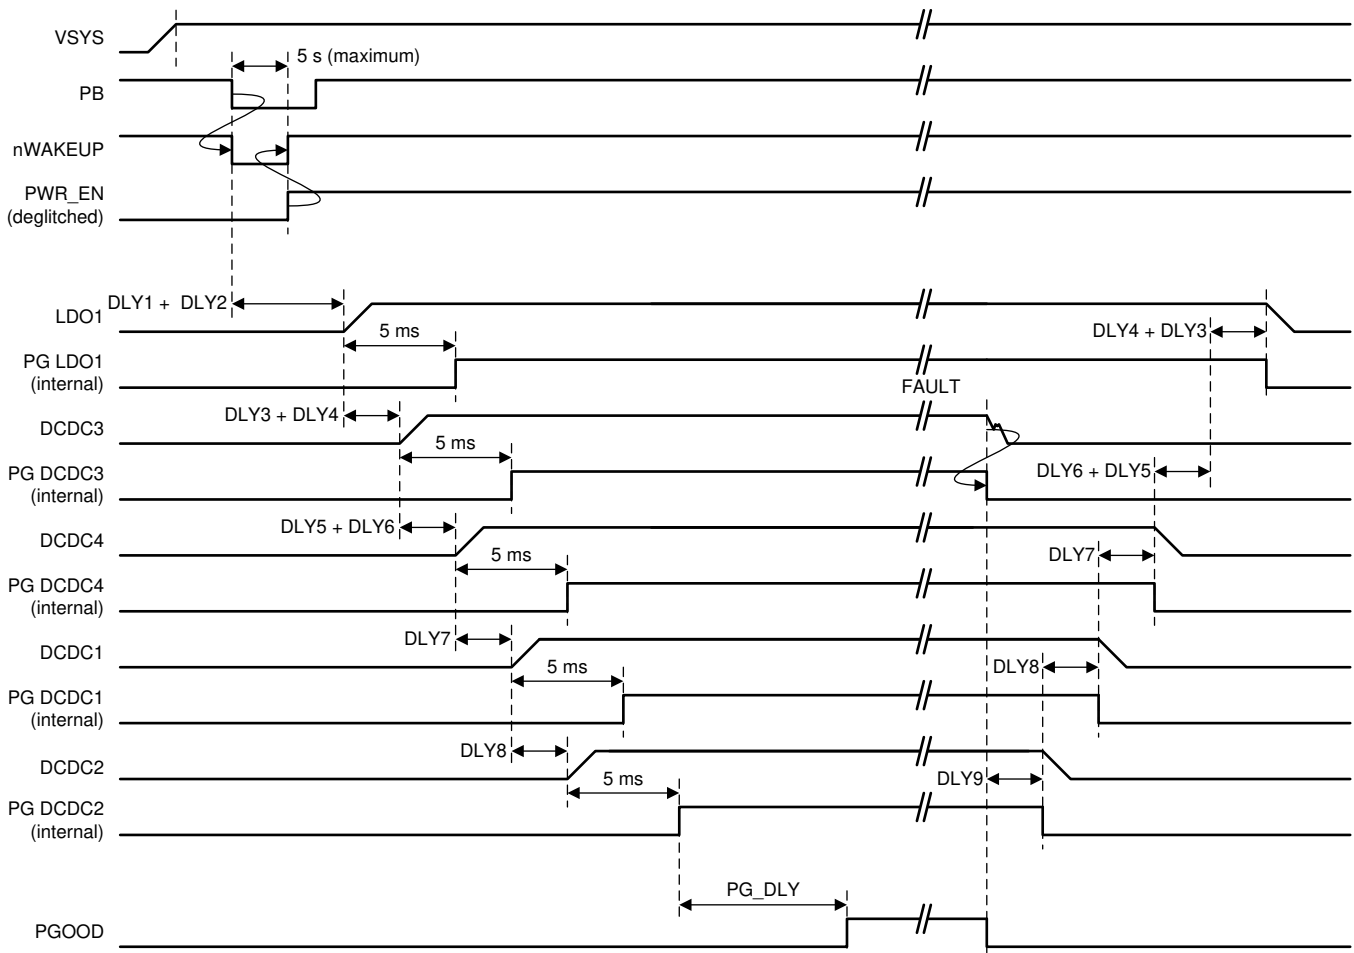 VSYS
5 s (maximum)
PB
nWAKEUP
PWR_EN
(deglitched)
DLY1 + DLY2
LDO1
5 ms
DLY4 + DLY3
PG LDO1
(internal)
FAULT
DLY3 + DLY4
DCDC3
5 ms
PG DCDC3
(internal)
DLY6 + DLY5
DLY5 + DLY6
DCDC4
5 ms
DLY7
PG DCDC4
(internal)
DLY7
DCDC1
5 ms
DLY8
PG DCDC1
(internal)
DLY8
DCDC2
5 ms
DLY9
PG DCDC2
(internal)
PG_DLY
PGOOD